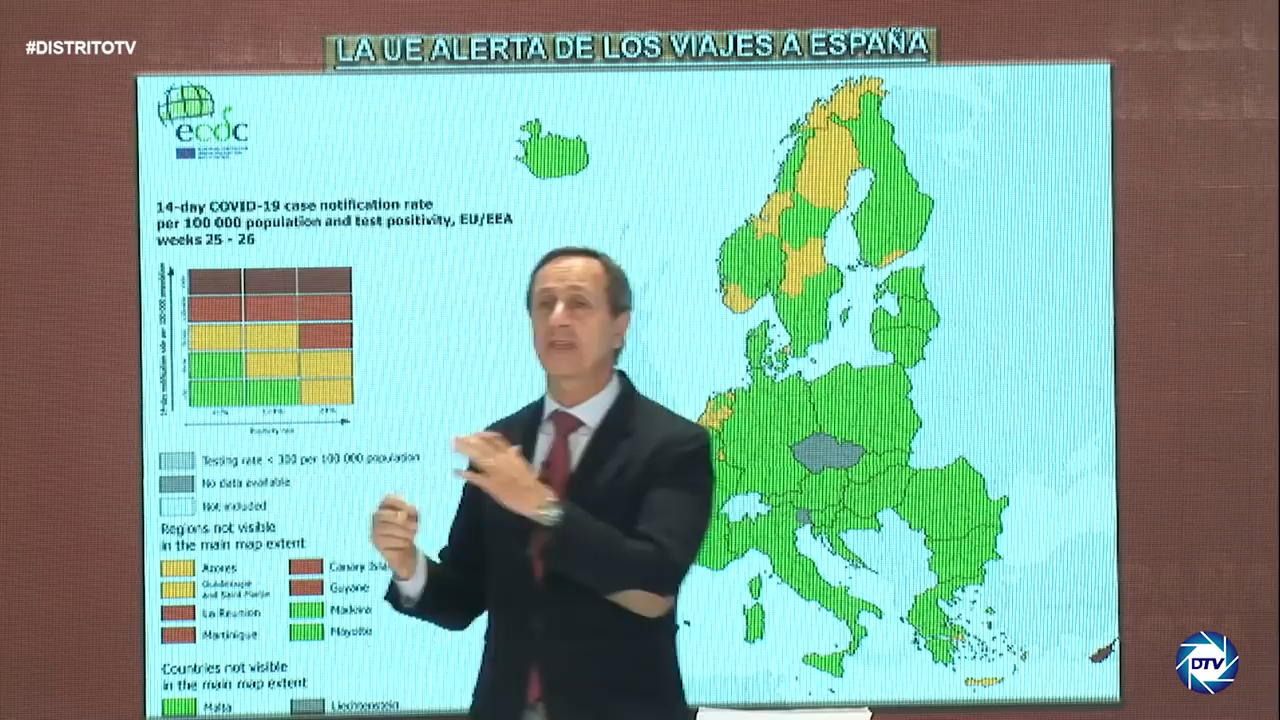 #DISTRITOTV
LA UE ALERTA DE LOS VIAJES A ESPAÑA
ecdc
14-day COVID-19 case notification rate
per 100 000 population and test positivity, EU/EEA
weeks 25 - 26
Testing rate < 300 per 100 000 population
No data available
Not included
Regions not visible
in the main map extent
Azores
Canary
Guadeloupe
and Saint Martin
Guyane
La Reunion
Madeira
Martinique
Mayotte
Countries not visible
in the main map extent
Malta
Liechtenstein
DTV